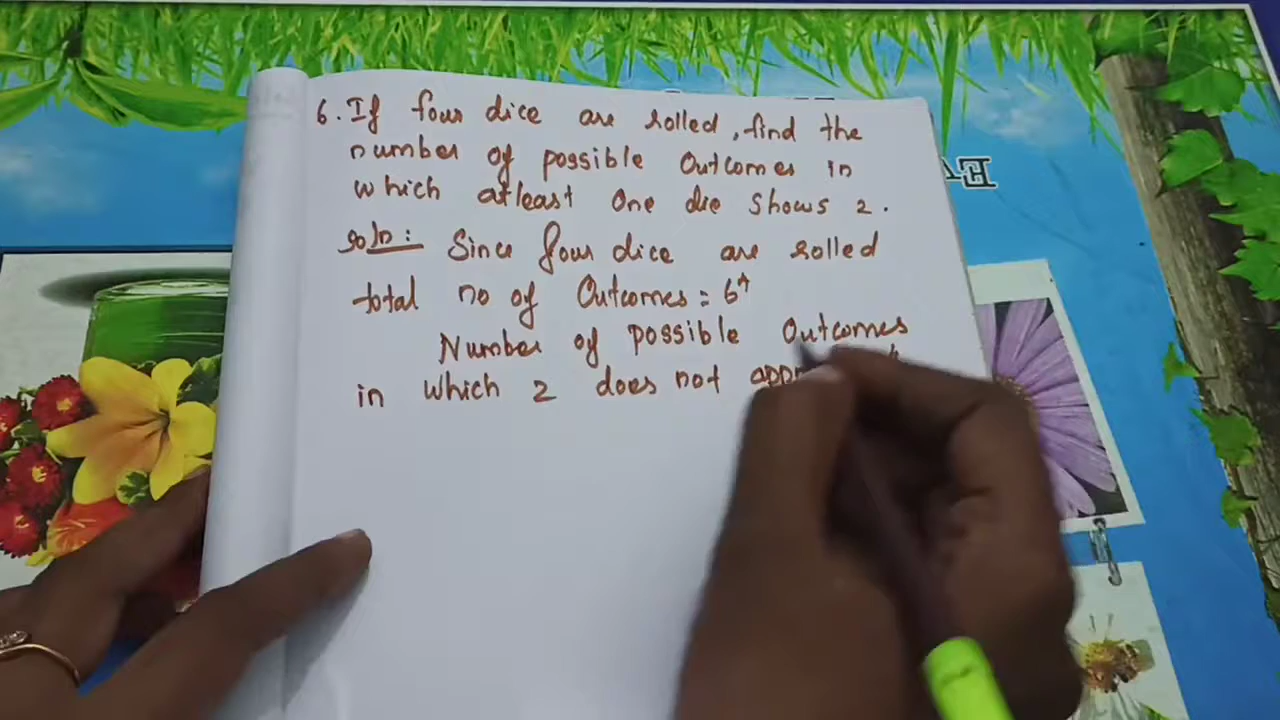 6. If four dice are rolled, find the
number of possible Outcomes in
which atleast One die shows 2.
Soln: Since four dice are rolled
total no of Outcomes = 6⁴
Number of possible Outcomes
in which 2 does not